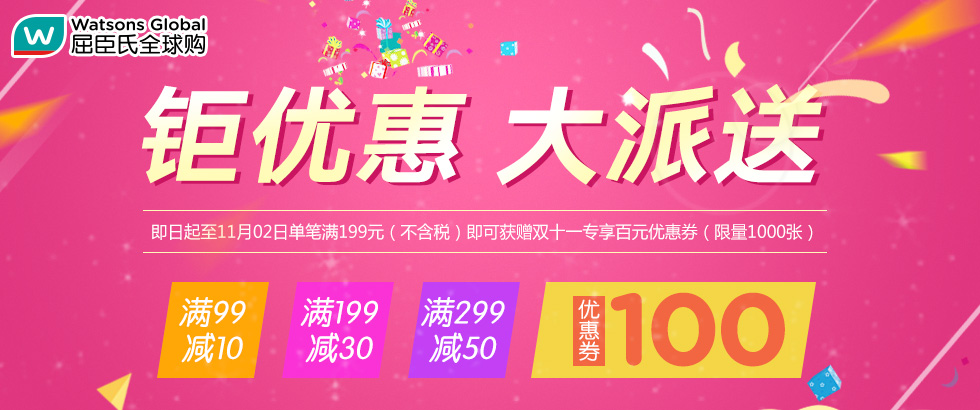 Watsons Global
屈臣氏全球购
钜优惠 大派送
即日起至11月02日单笔满199元（不含税）即可获赠双十一专享百元优惠券（限量1000张）
满99
减10
满199
减30
满299
减50
优惠券
100